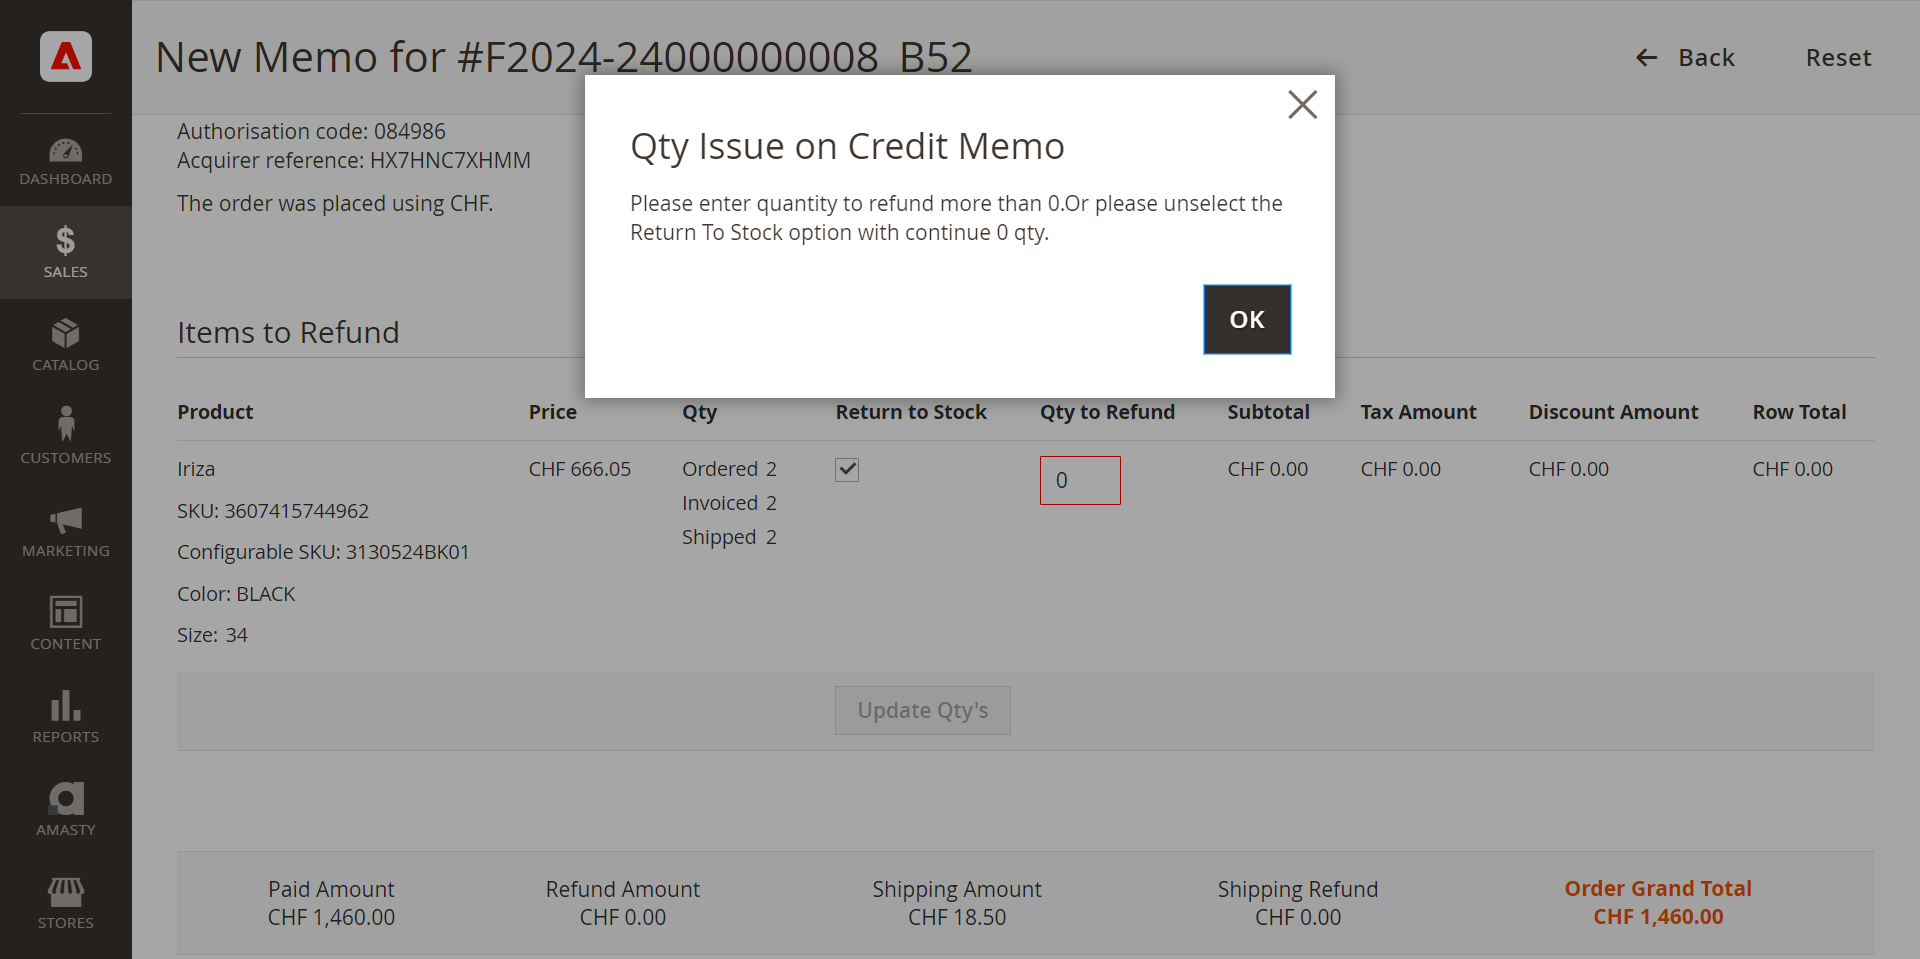 New Memo for #F2024-24000000008_B52
Back
Reset
Authorisation code: 084986
Acquirer reference: HX7HNC7XHMM
The order was placed using CHF.
Qty Issue on Credit Memo
Please enter quantity to refund more than 0.Or please unselect the
Return To Stock option with continue 0 qty.
OK
DASHBOARD
SALES
CATALOG
CUSTOMERS
MARKETING
CONTENT
REPORTS
AMASTY
STORES
Items to Refund
Product Price Qty Return to Stock Qty to Refund Subtotal Tax Amount Discount Amount Row Total
Iriza CHF 666.05 Ordered 2 0 CHF 0.00 CHF 0.00 CHF 0.00 CHF 0.00
Invoiced 2
SKU: 3607415744962
Shipped 2
Configurable SKU: 3130524BK01
Color: BLACK
Size: 34
Update Qty's
Paid Amount Refund Amount Shipping Amount Shipping Refund Order Grand Total
CHF 1,460.00 CHF 0.00 CHF 18.50 CHF 0.00 CHF 1,460.00